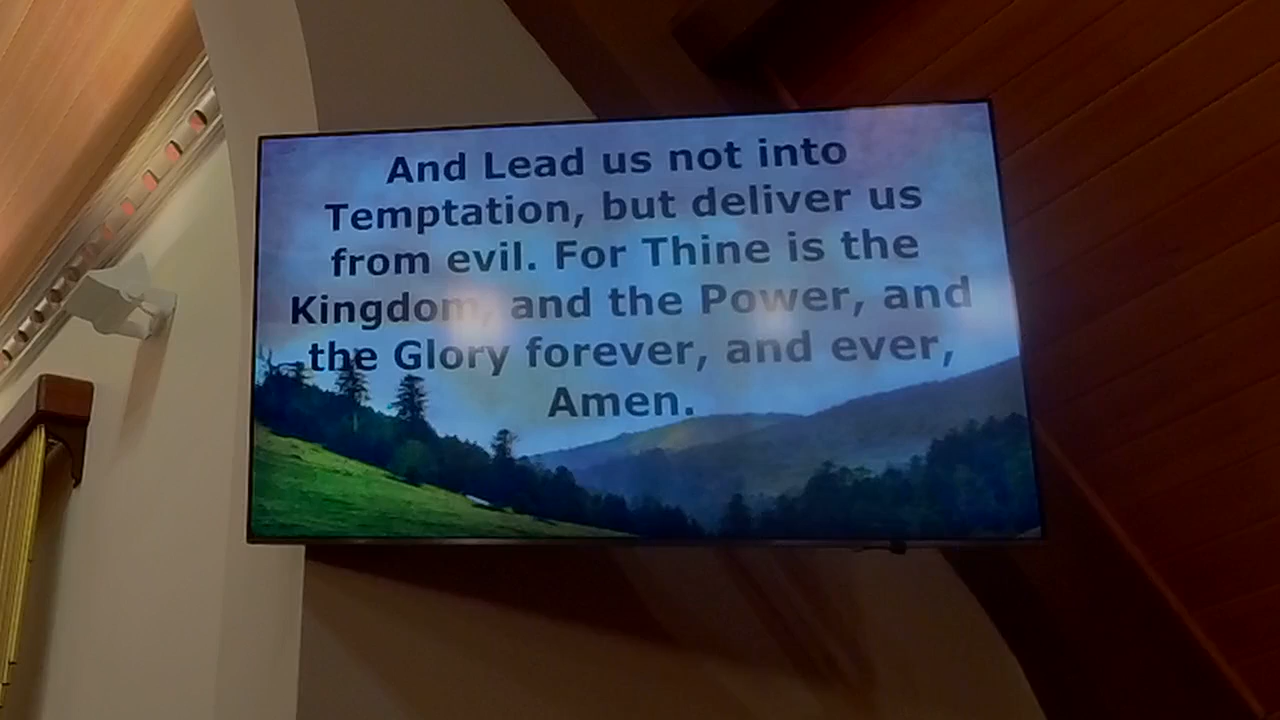 And Lead us not into
Temptation, but deliver us
from evil. For Thine is the
Kingdom, and the Power, and
the Glory forever, and ever,
Amen.